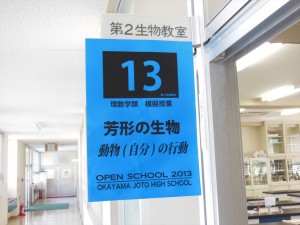 第2生物教室
13
理数学類 模擬授業
芳形の生物
動物(自分)の行動
OPEN SCHOOL 2013
OKAYAMA JOTO HIGH SCHOOL